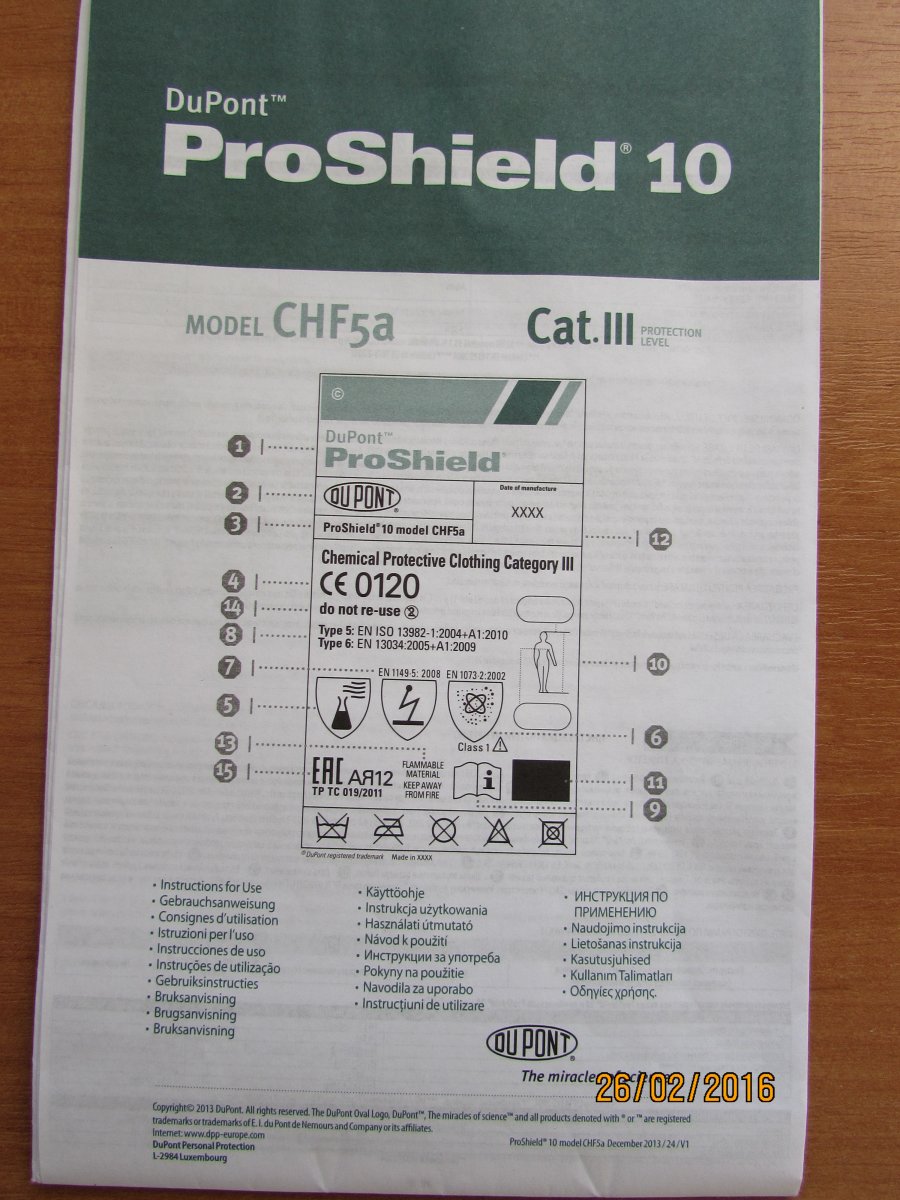 DuPont™
ProShield® 10
MODEL CHF5a
Cat.III PROTECTION LEVEL
©
DuPont™
ProShield®
1
2
DU PONT®
Date of manufacture
XXXX
3
ProShield® 10 model CHF5a
12
Chemical Protective Clothing Category III
4
CE 0120
14
do not re-use 2
8
Type 5: EN ISO 13982-1:2004+A1:2010
Type 6: EN 13034:2005+A1:2009
10
7
EN 1149-5: 2008 EN 1073-2:2002
5
6
Class 1
13
FLAMMABLE
MATERIAL
KEEP AWAY
FROM FIRE
15
EAC АЯ12
ТР ТС 019/2011
i
11
9
® DuPont registered trademark Made in XXXX
• Instructions for Use
• Gebrauchsanweisung
• Consignes d'utilisation
• Istruzioni per l'uso
• Instrucciones de uso
• Instruções de utilização
• Gebruiksinstructies
• Bruksanvisning
• Brugsanvisning
• Bruksanvisning
• Käyttöohje
• Instrukcja użytkowania
• Használati útmutató
• Návod k použití
• Инструкции за употреба
• Pokyny na použitie
• Navodila za uporabo
• Instrucțiuni de utilizare
• ИНСТРУКЦИЯ ПО
ПРИМЕНЕНИЮ
• Naudojimo instrukcija
• Lietošanas instrukcija
• Kasutusjuhised
• Kullanım Talimatları
• Οδηγίες χρήσης.
DU PONT®
The miracles
26/02/2016
Copyright© 2013 DuPont. All rights reserved. The DuPont Oval Logo, DuPont™, The miracles of science™ and all products denoted with ® or ™ are registered
trademarks or trademarks of E. I. du Pont de Nemours and Company or its affiliates.
Internet: www.dpp-europe.com
DuPont Personal Protection
L-2984 Luxembourg
ProShield® 10 model CHF5a December 2013 / 24 / V1